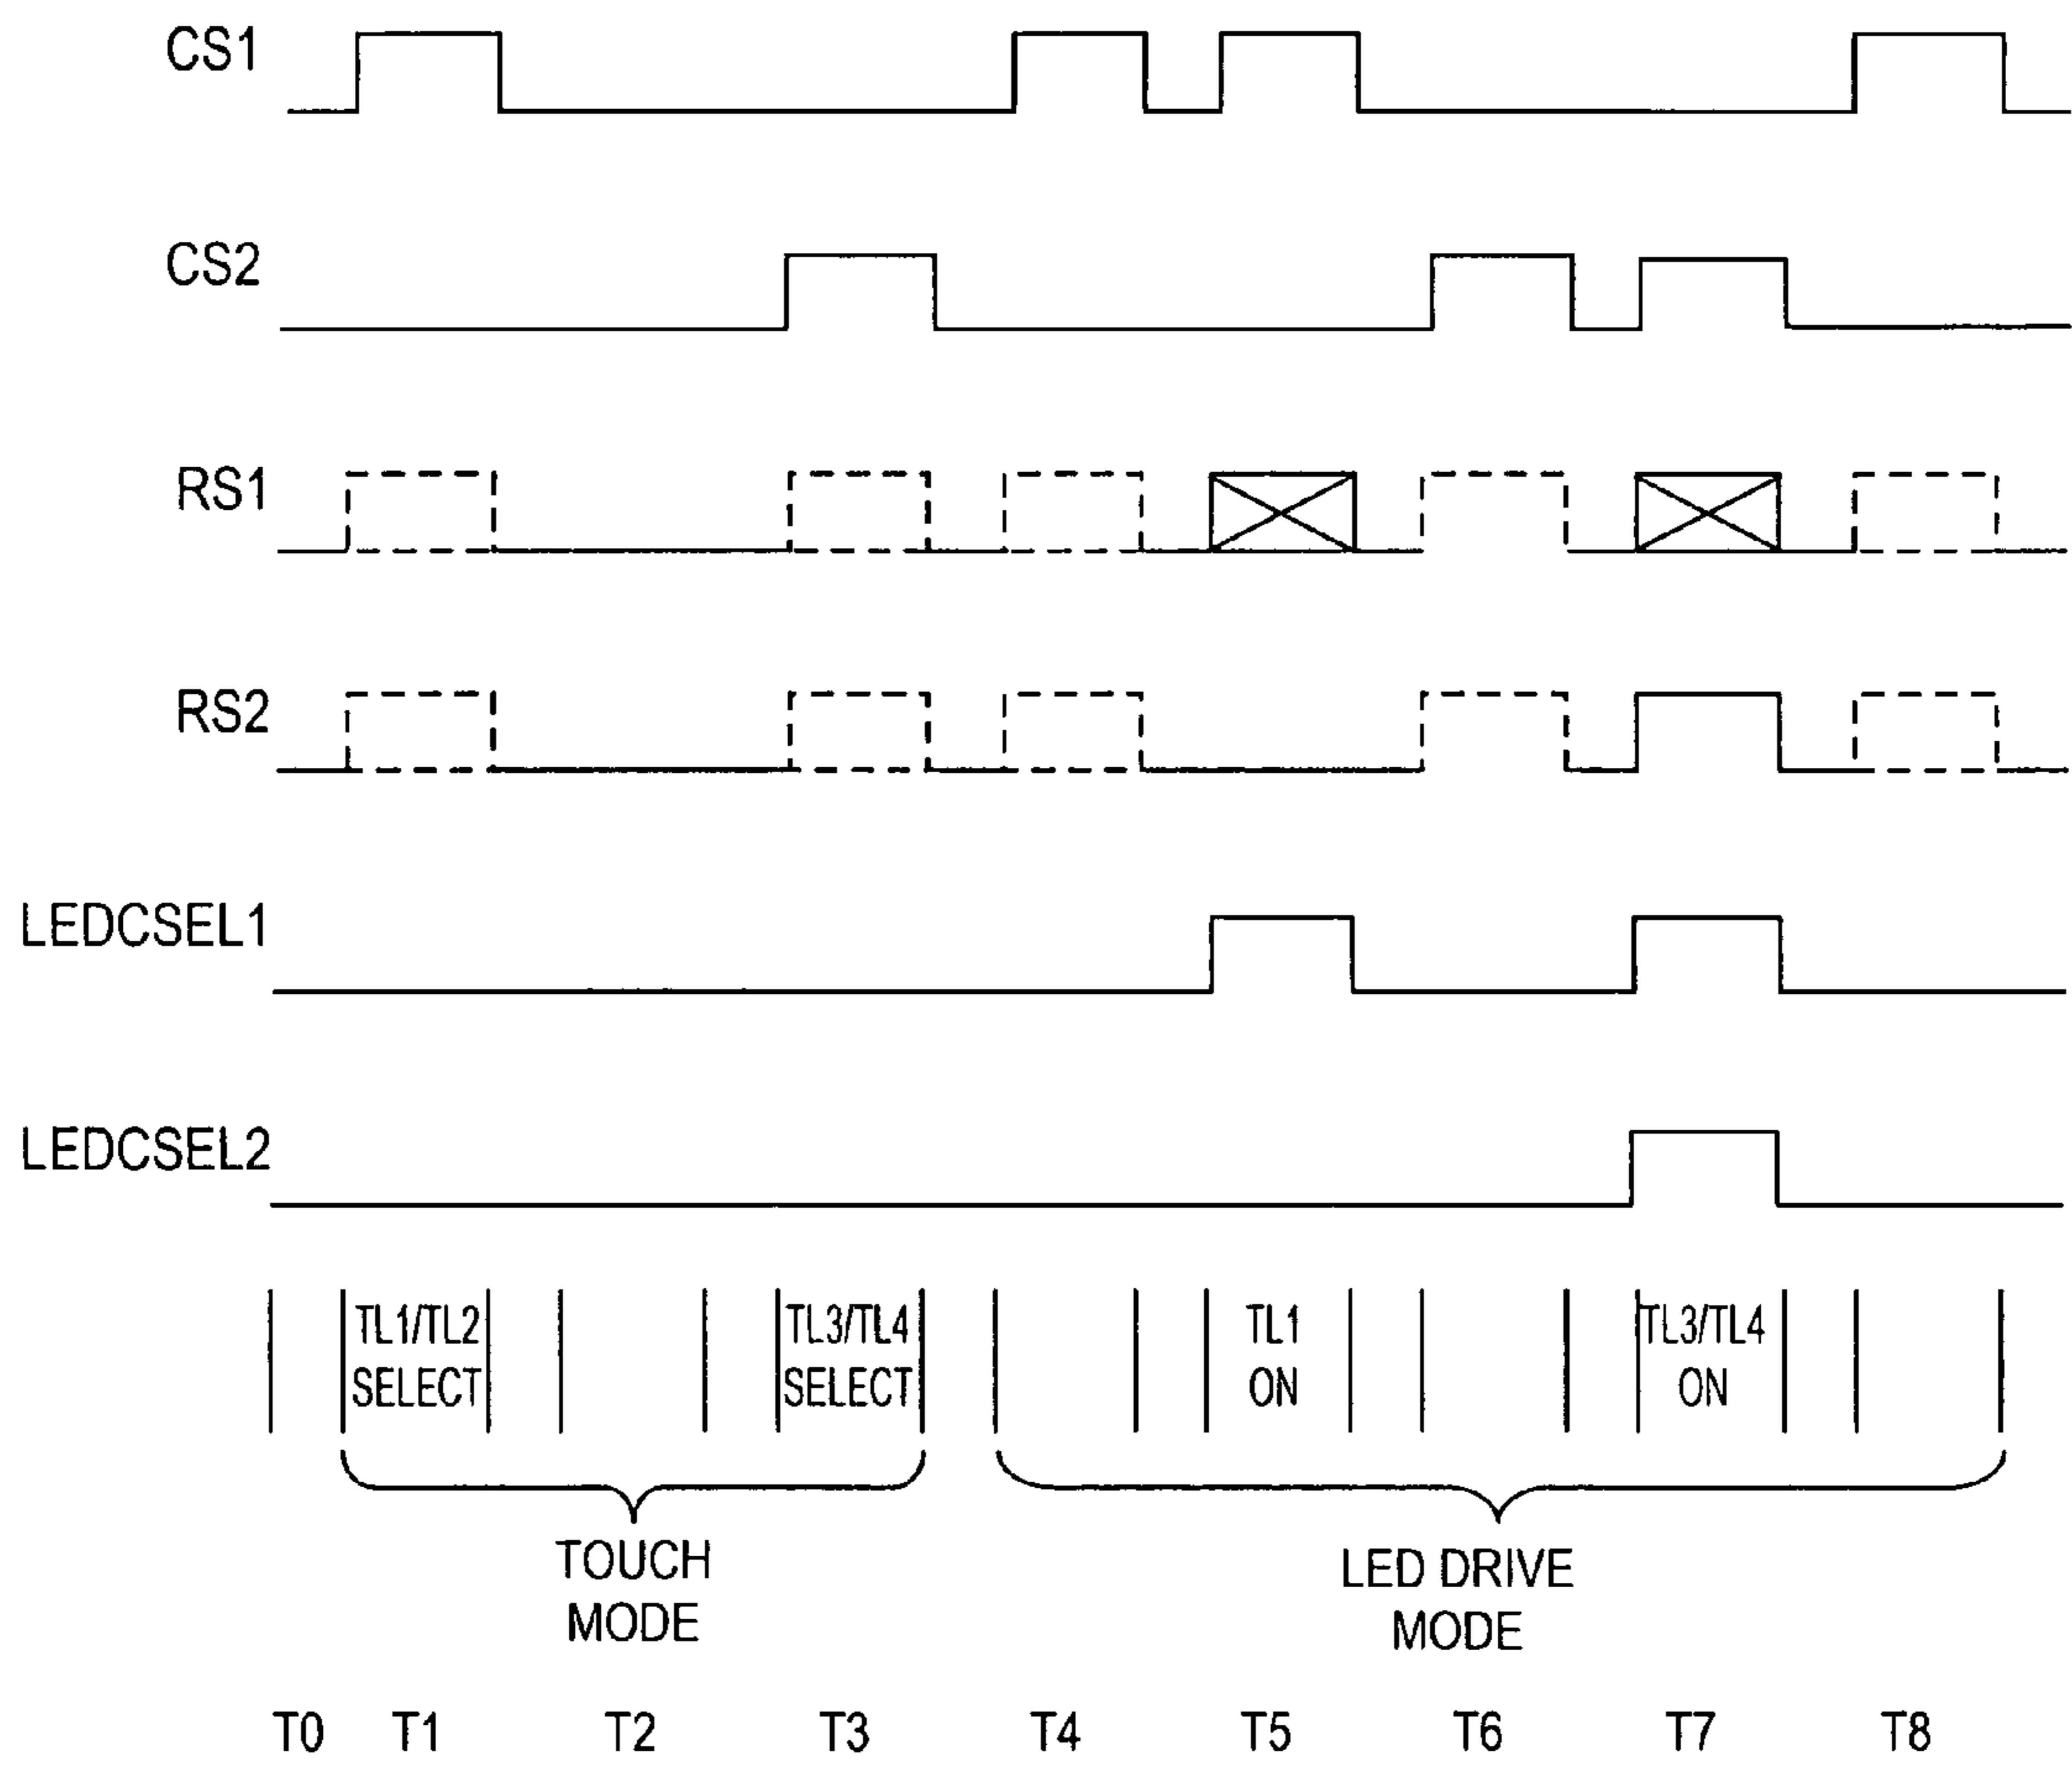 CS1
CS2
RS1
RS2
LEDCSEL1
LEDCSEL2
TL1/TL2
SELECT
TL3/TL4
SELECT
TL1
ON
TL3/TL4
ON
TOUCH
MODE
LED DRIVE
MODE
T0 T1 T2 T3 T4 T5 T6 T7 T8